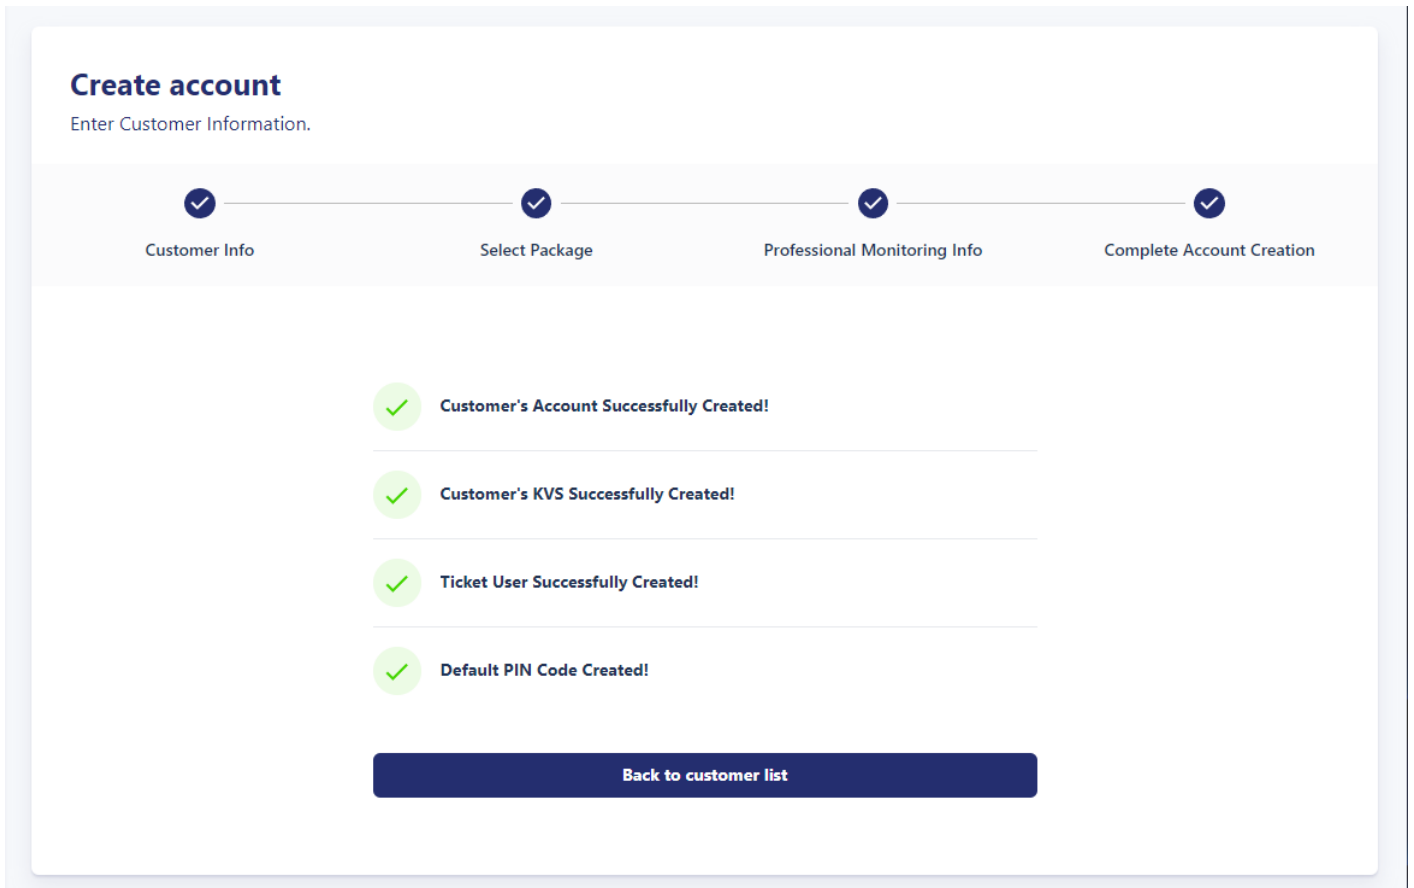 Create account
Enter Customer Information.
Customer Info
Select Package
Professional Monitoring Info
Complete Account Creation
Customer's Account Successfully Created!
Customer's KVS Successfully Created!
Ticket User Successfully Created!
Default PIN Code Created!
Back to customer list